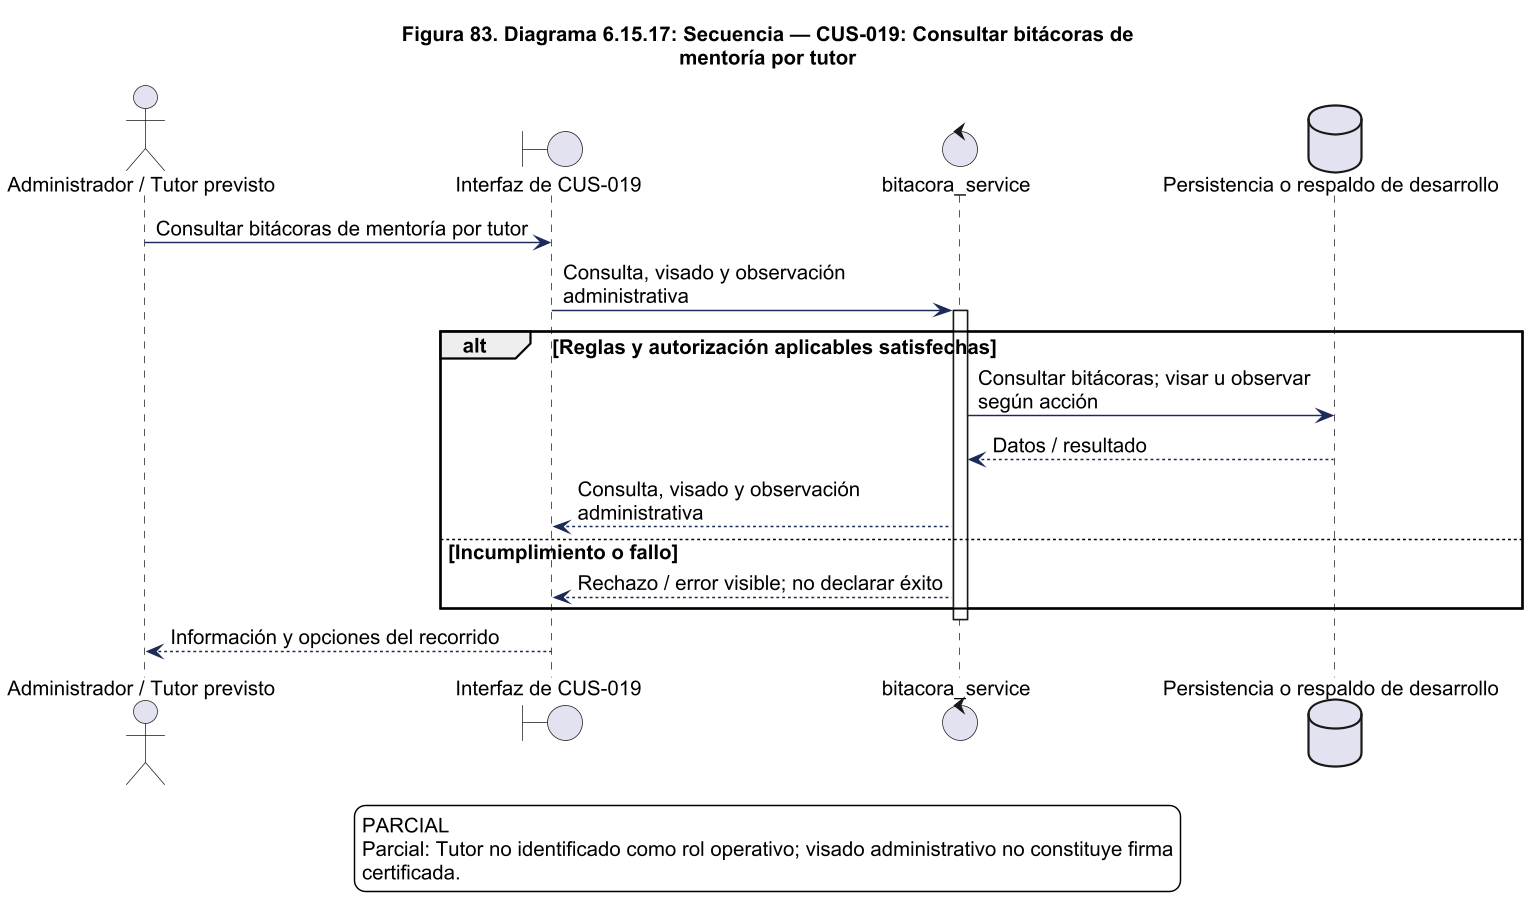 Figura 83. Diagrama 6.15.17: Secuencia — CUS-019: Consultar bitácoras de
mentoría por tutor
Administrador / Tutor previsto
Interfaz de CUS-019
bitacora_service
Persistencia o respaldo de desarrollo
Consultar bitácoras de mentoría por tutor
Consulta, visado y observación
administrativa
alt
[Reglas y autorización aplicables satisfechas]
Consultar bitácoras; visar u observar
según acción
Datos / resultado
Consulta, visado y observación
administrativa
[Incumplimiento o fallo]
Rechazo / error visible; no declarar éxito
Información y opciones del recorrido
Administrador / Tutor previsto
Interfaz de CUS-019
bitacora_service
Persistencia o respaldo de desarrollo
PARCIAL
Parcial: Tutor no identificado como rol operativo; visado administrativo no constituye firma
certificada.